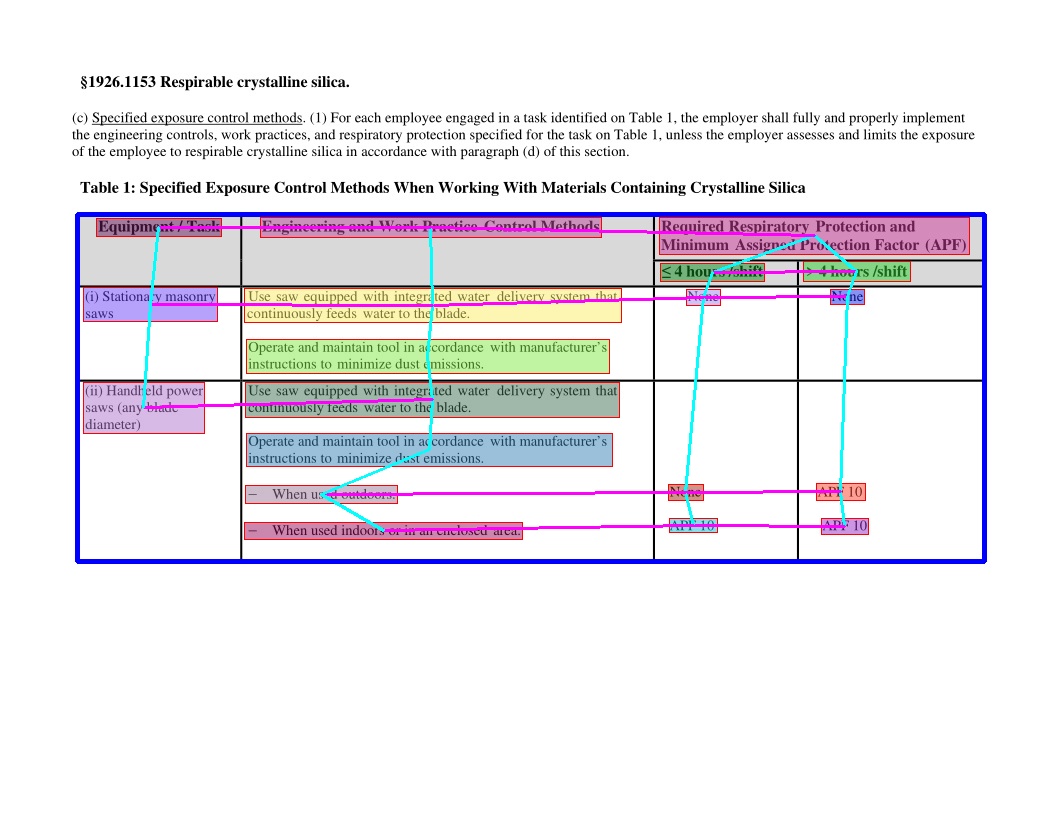 §1926.1153 Respirable crystalline silica.
(c) Specified exposure control methods. (1) For each employee engaged in a task identified on Table 1, the employer shall fully and properly implement
the engineering controls, work practices, and respiratory protection specified for the task on Table 1, unless the employer assesses and limits the exposure
of the employee to respirable crystalline silica in accordance with paragraph (d) of this section.
Table 1: Specified Exposure Control Methods When Working With Materials Containing Crystalline Silica
Equipment / Task
Engineering and Work Practice Control Methods
Required Respiratory Protection and
Minimum Assigned Protection Factor (APF)
≤ 4 hours /shift
> 4 hours /shift
(i) Stationary masonry
saws
Use saw equipped with integrated water delivery system that
continuously feeds water to the blade.
Operate and maintain tool in accordance with manufacturer’s
instructions to minimize dust emissions.
None
None
(ii) Handheld power
saws (any blade
diameter)
Use saw equipped with integrated water delivery system that
continuously feeds water to the blade.
Operate and maintain tool in accordance with manufacturer’s
instructions to minimize dust emissions.
– When used outdoors.
None
APF 10
– When used indoors or in an enclosed area.
APF 10
APF 10